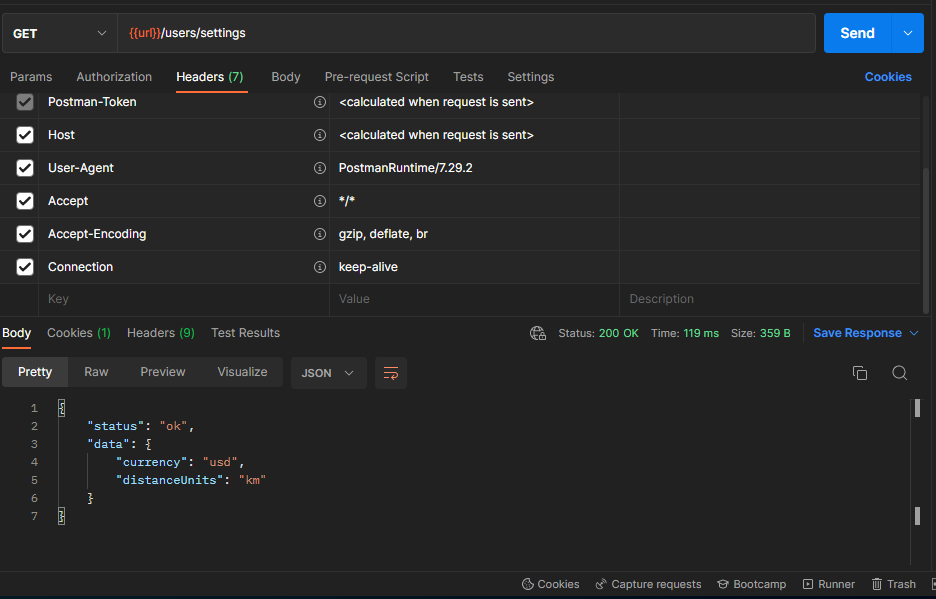 GET {{url}}/users/settings Send
Params Authorization Headers (7) Body Pre-request Script Tests Settings Cookies
Postman-Token <calculated when request is sent>
Host <calculated when request is sent>
User-Agent PostmanRuntime/7.29.2
Accept */*
Accept-Encoding gzip, deflate, br
Connection keep-alive
Key Value Description
Body Cookies (1) Headers (9) Test Results Status: 200 OK Time: 119 ms Size: 359 B Save Response
Pretty Raw Preview Visualize JSON
1 {
2 "status": "ok",
3 "data": {
4 "currency": "usd",
5 "distanceUnits": "km"
6 }
7 }
Cookies Capture requests Bootcamp Runner Trash